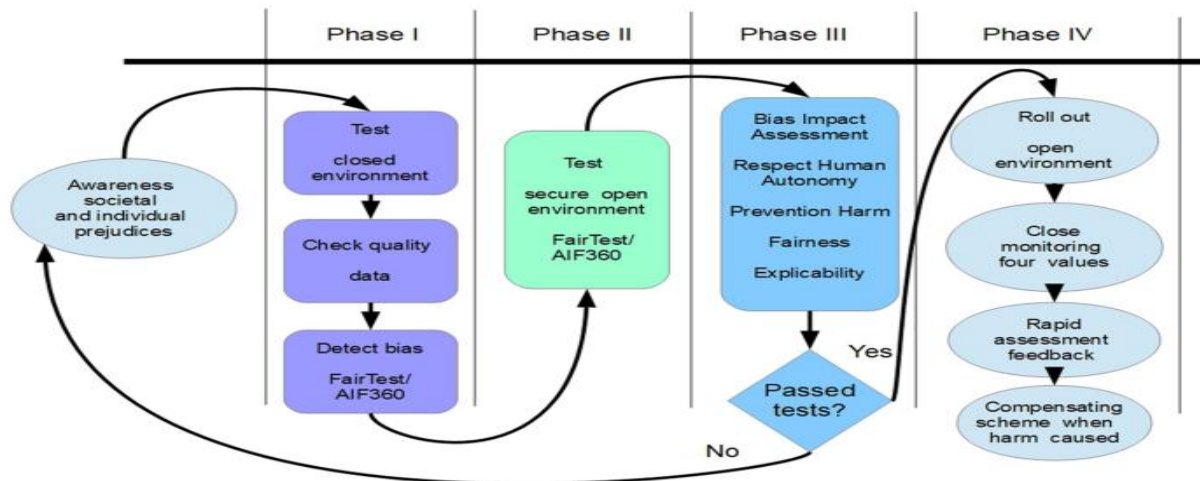 Phase I
Phase II
Phase III
Phase IV
Awareness
societal
and individual
prejudices
Test
closed
environment
Check quality
data
Detect bias
FairTest/
AIF360
Test
secure open
environment
FairTest/
AIF360
Bias Impact
Assessment
Respect Human
Autonomy
Prevention Harm
Fairness
Explicability
Passed
tests?
Yes
No
Roll out
open
environment
Close
monitoring
four values
Rapid
assessment
feedback
Compensating
scheme when
harm caused